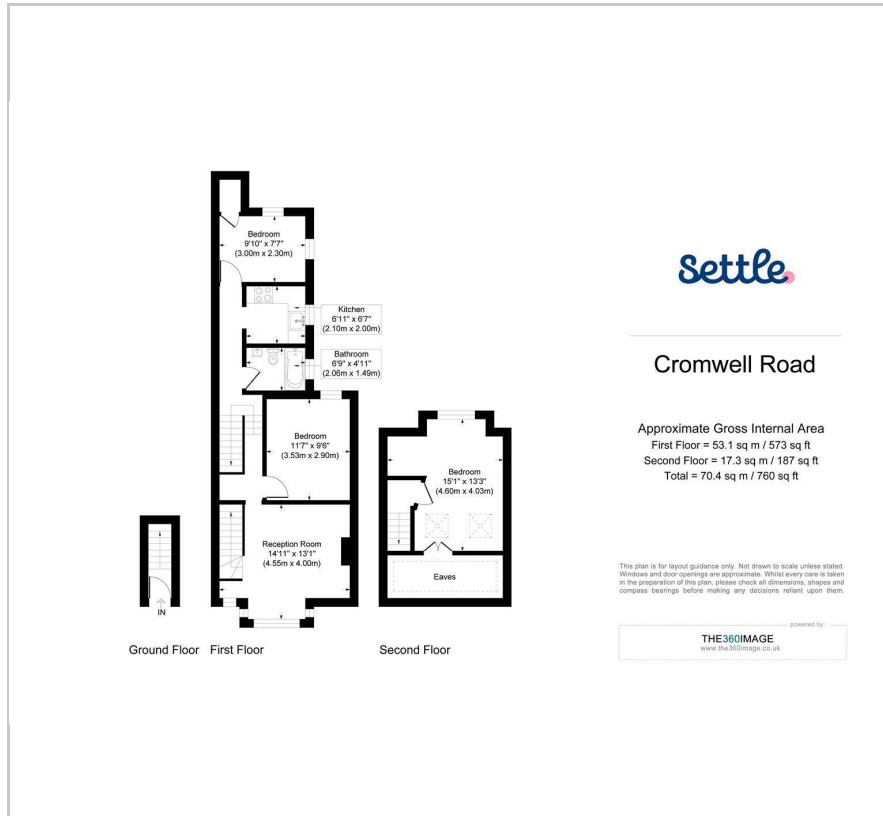 Bedroom
9'10" x 7'7"
(3.00m x 2.30m)
Kitchen
6'11" x 6'7"
(2.10m x 2.00m)
Bathroom
6'9" x 4'11"
(2.06m x 1.49m)
Bedroom
11'7" x 9'6"
(3.53m x 2.90m)
Reception Room
14'11" x 13'1"
(4.55m x 4.00m)
IN
Bedroom
15'1" x 13'3"
(4.60m x 4.03m)
Eaves
Ground Floor
First Floor
Second Floor
Settle
Cromwell Road
Approximate Gross Internal Area
First Floor = 53.1 sq m / 573 sq ft
Second Floor = 17.3 sq m / 187 sq ft
Total = 70.4 sq m / 760 sq ft
This plan is for layout guidance only. Not drawn to scale unless stated.
Windows and door openings are approximate. Whilst every care is taken
in the preparation of this plan, please check all dimensions, shapes and
compass bearings before making any decisions reliant upon them.
powered by:
THE360IMAGE
www.the360image.co.uk